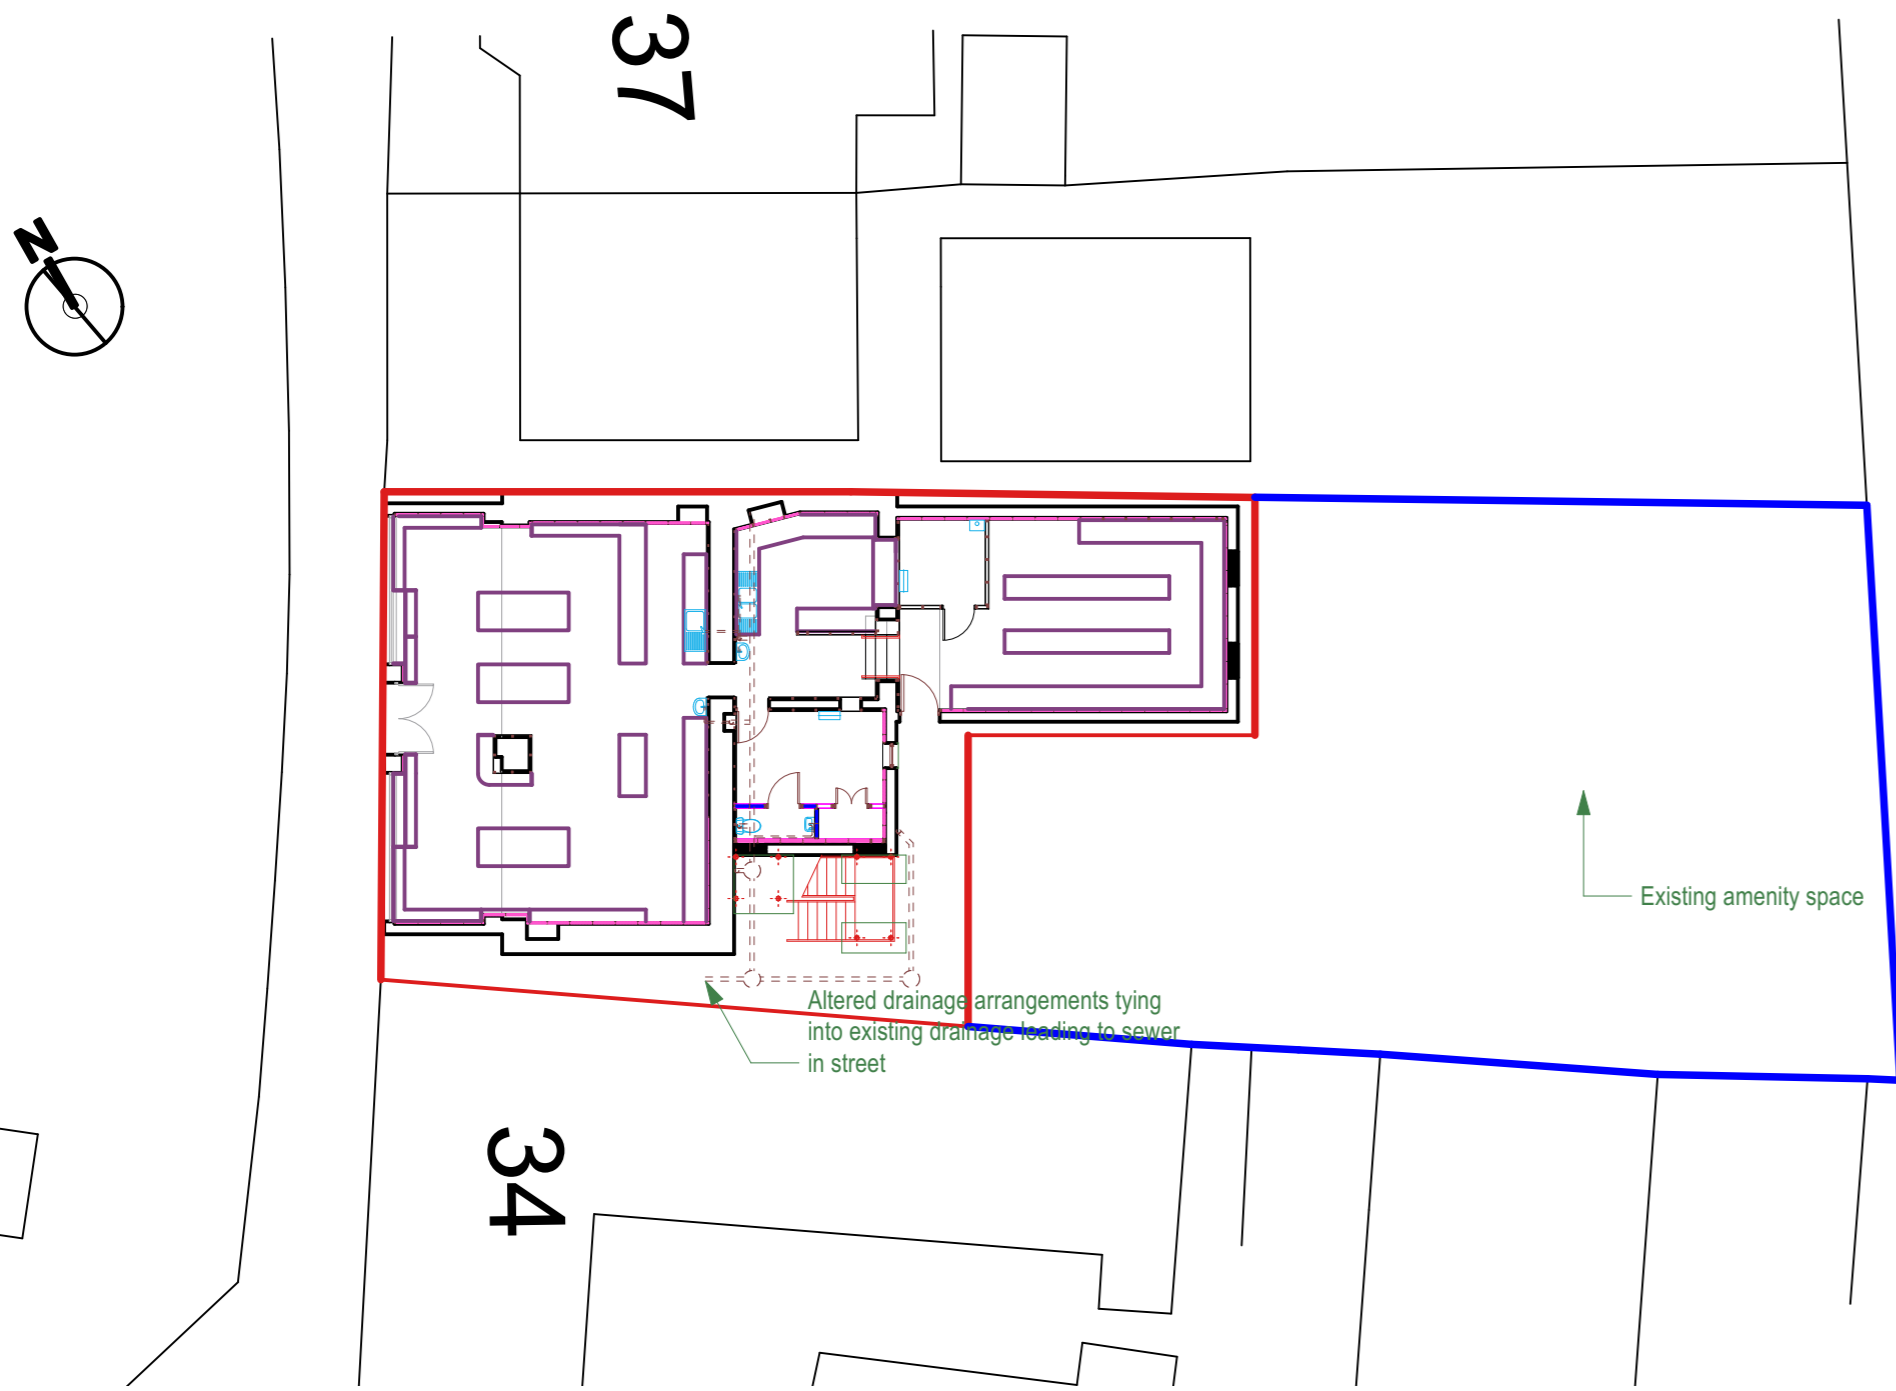 37
N
Existing amenity space
Altered drainage arrangements tying
into existing drainage leading to sewer
in street
34